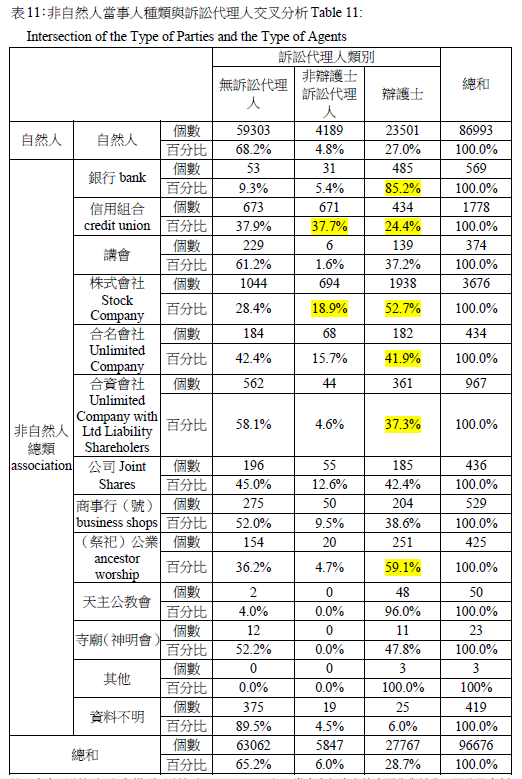 表11：非自然人當事人種類與訴訟代理人交叉分析 Table 11:
Intersection of the Type of Parties and the Type of Agents
訴訟代理人類別 總和
無訴訟代理人 非辯護士訴訟代理人 辯護士
自然人 自然人 個數 59303 4189 23501 86993
百分比 68.2% 4.8% 27.0% 100.0%
非自然人總類 association
銀行 bank 個數 53 31 485 569
百分比 9.3% 5.4% 85.2% 100.0%
信用組合 credit union 個數 673 671 434 1778
百分比 37.9% 37.7% 24.4% 100.0%
講會 個數 229 6 139 374
百分比 61.2% 1.6% 37.2% 100.0%
株式會社 Stock Company 個數 1044 694 1938 3676
百分比 28.4% 18.9% 52.7% 100.0%
合名會社 Unlimited Company 個數 184 68 182 434
百分比 42.4% 15.7% 41.9% 100.0%
合資會社 Unlimited Company with Ltd Liability Shareholers 個數 562 44 361 967
百分比 58.1% 4.6% 37.3% 100.0%
公司 Joint Shares 個數 196 55 185 436
百分比 45.0% 12.6% 42.4% 100.0%
商事行（號） business shops 個數 275 50 204 529
百分比 52.0% 9.5% 38.6% 100.0%
（祭祀）公業 ancestor worship 個數 154 20 251 425
百分比 36.2% 4.7% 59.1% 100.0%
天主公教會 個數 2 0 48 50
百分比 4.0% 0.0% 96.0% 100.0%
寺廟（神明會） 個數 12 0 11 23
百分比 52.2% 0.0% 47.8% 100.0%
其他 個數 0 0 3 3
百分比 0.0% 0.0% 100.0% 100%
資料不明 個數 375 19 25 419
百分比 89.5% 4.5% 6.0% 100.0%
總和 個數 63062 5847 27767 96676
百分比 65.2% 6.0% 28.7% 100.0%